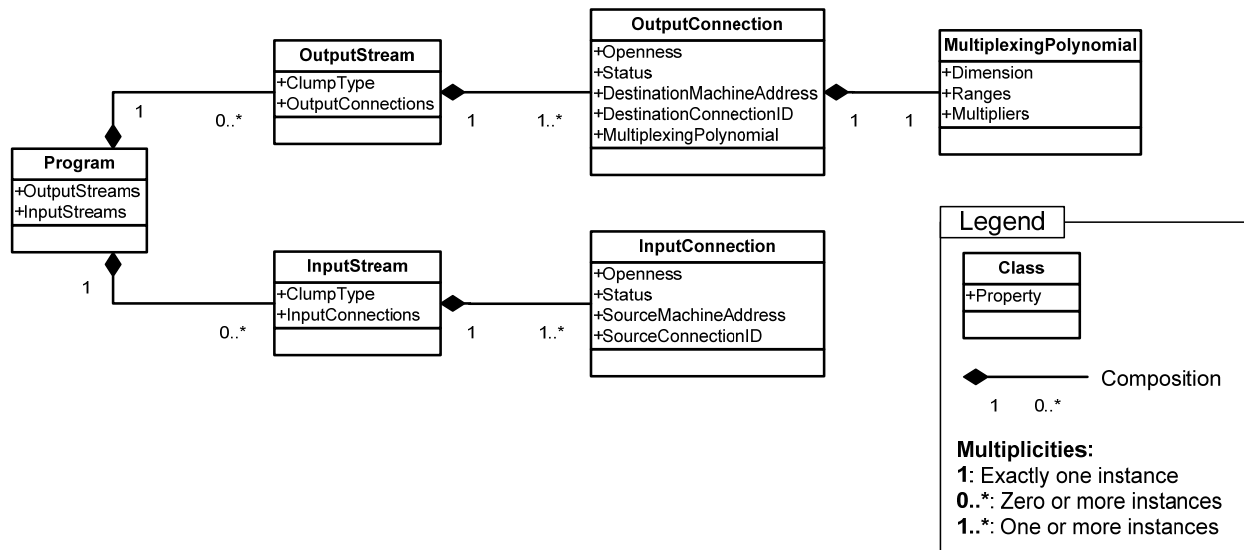 OutputStream
+ClumpType
+OutputConnections
OutputConnection
+Openness
+Status
+DestinationMachineAddress
+DestinationConnectionID
+MultiplexingPolynomial
MultiplexingPolynomial
+Dimension
+Ranges
+Multipliers
1
0..*
1
1..*
1
1
Program
+OutputStreams
+InputStreams
1
0..*
InputStream
+ClumpType
+InputConnections
1
1..*
InputConnection
+Openness
+Status
+SourceMachineAddress
+SourceConnectionID
Legend
Class
+Property
Composition
1
0..*
Multiplicities:
1: Exactly one instance
0..*: Zero or more instances
1..*: One or more instances